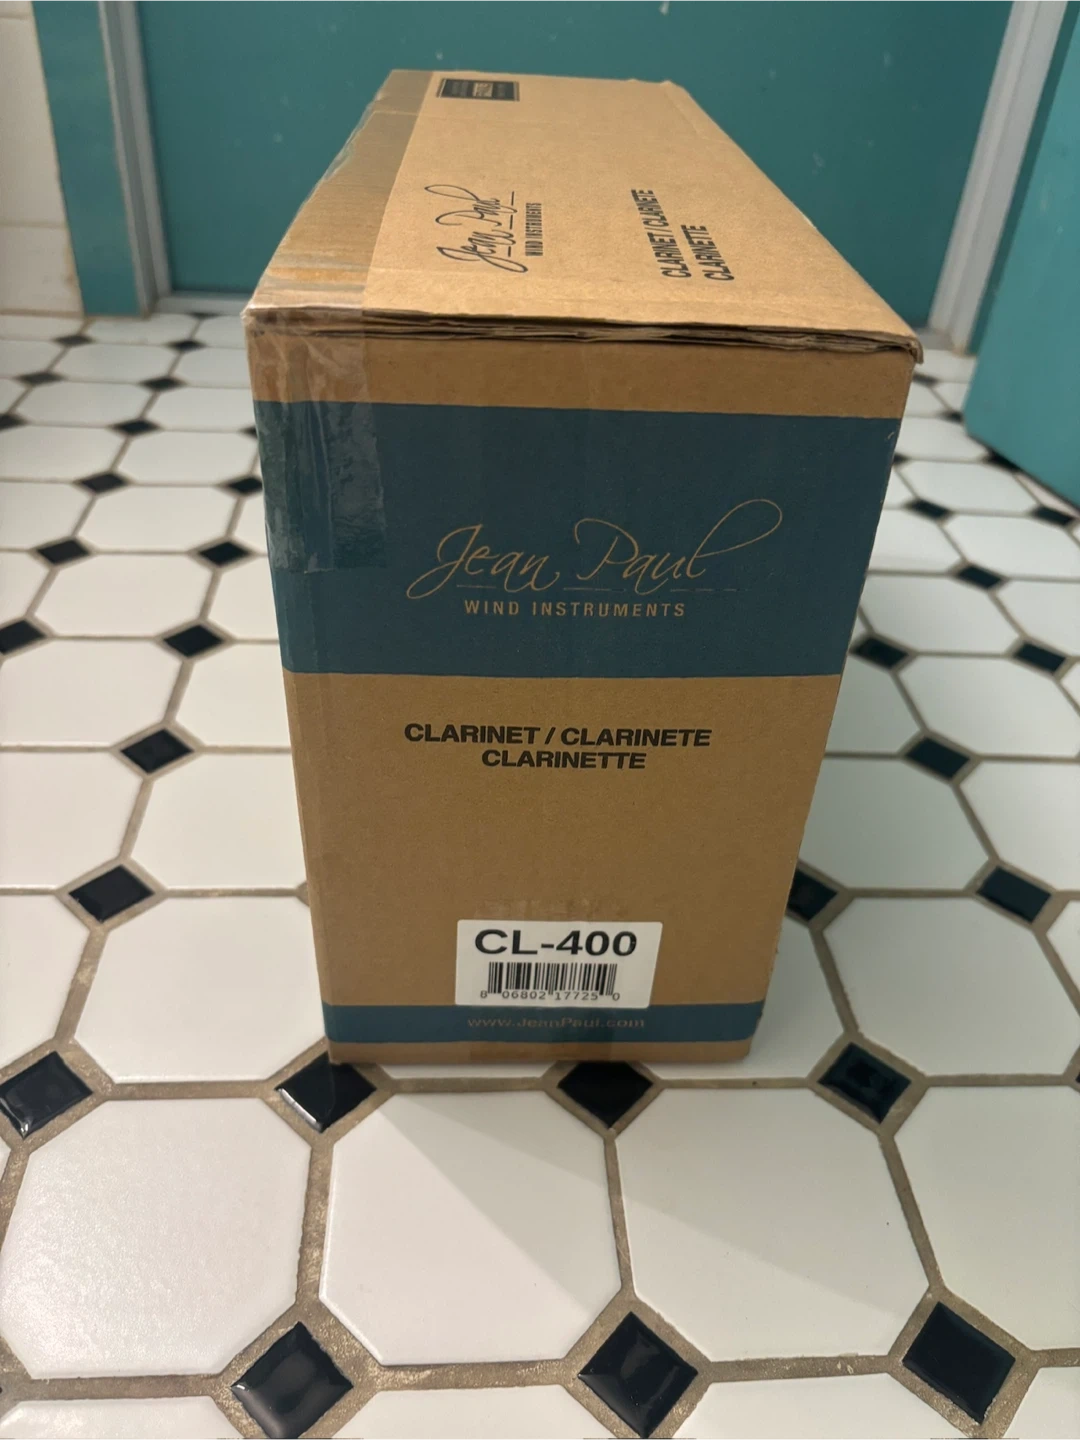 Jean Paul
WIND INSTRUMENTS
CLARINET / CLARINETE
CLARINETTE
Jean Paul
WIND INSTRUMENTS
CLARINET / CLARINETE
CLARINETTE
CL-400
8 06802 17725 0
www.JeanPaul.com